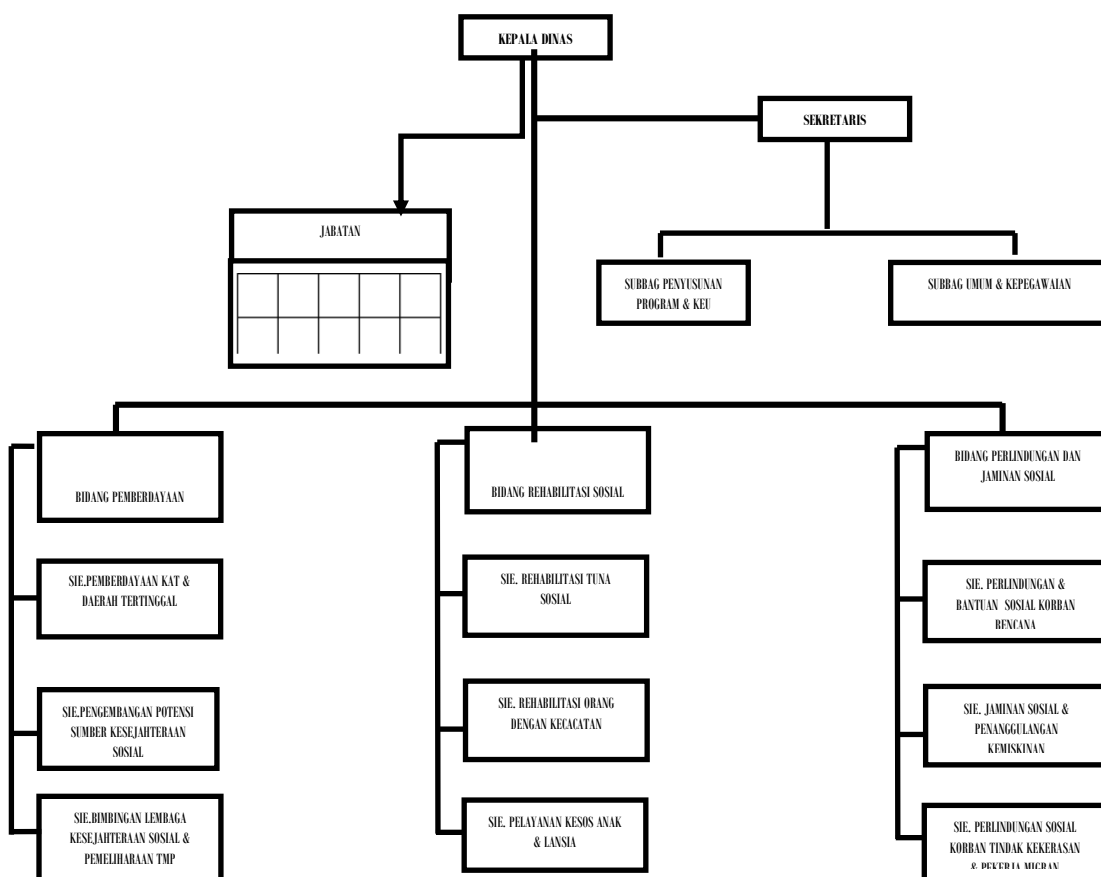 KEPALA DINAS
SEKRETARIS
JABATAN
SUBBAG PENYUSUNAN
PROGRAM & KEU
SUBBAG UMUM & KEPEGAWAIAN
BIDANG PEMBERDAYAAN
BIDANG REHABILITASI SOSIAL
BIDANG PERLINDUNGAN DAN
JAMINAN SOSIAL
SIE.PEMBERDAYAAN KAT &
DAERAH TERTINGGAL
SIE. REHABILITASI TUNA
SOSIAL
SIE. PERLINDUNGAN &
BANTUAN SOSIAL KORBAN
RENCANA
SIE.PENGEMBANGAN POTENSI
SUMBER KESEJAHTERAAN
SOSIAL
SIE. REHABILITASI ORANG
DENGAN KECACATAN
SIE. JAMINAN SOSIAL &
PENANGGULANGAN
KEMISKINAN
SIE.BIMBINGAN LEMBAGA
KESEJAHTERAAN SOSIAL &
PEMELIHARAAN TMP
SIE. PELAYANAN KESOS ANAK
& LANSIA
SIE. PERLINDUNGAN SOSIAL
KORBAN TINDAK KEKERASAN
& PEKERJA MIGRAN